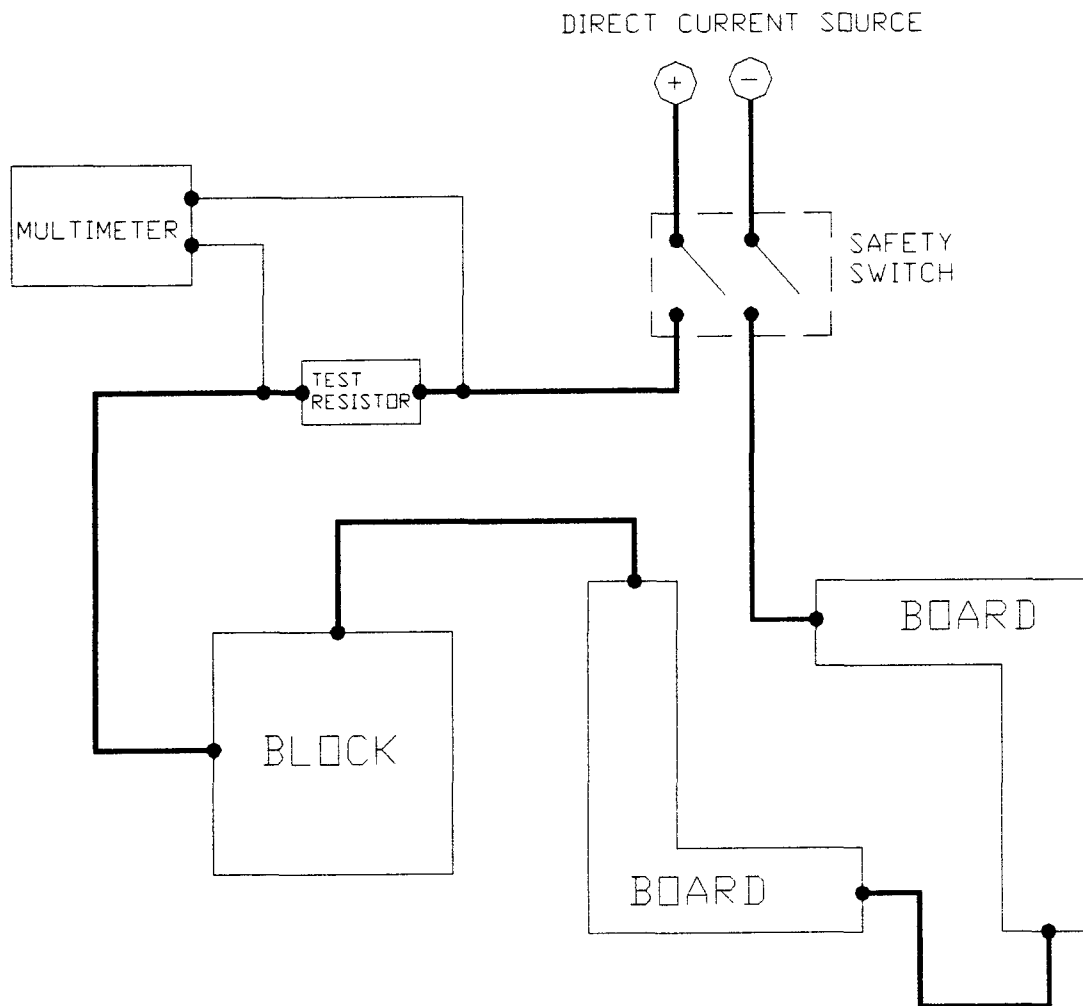 DIRECT CURRENT SOURCE
+
−
MULTIMETER
SAFETY
SWITCH
TEST
RESISTOR
BOARD
BLOCK
BOARD